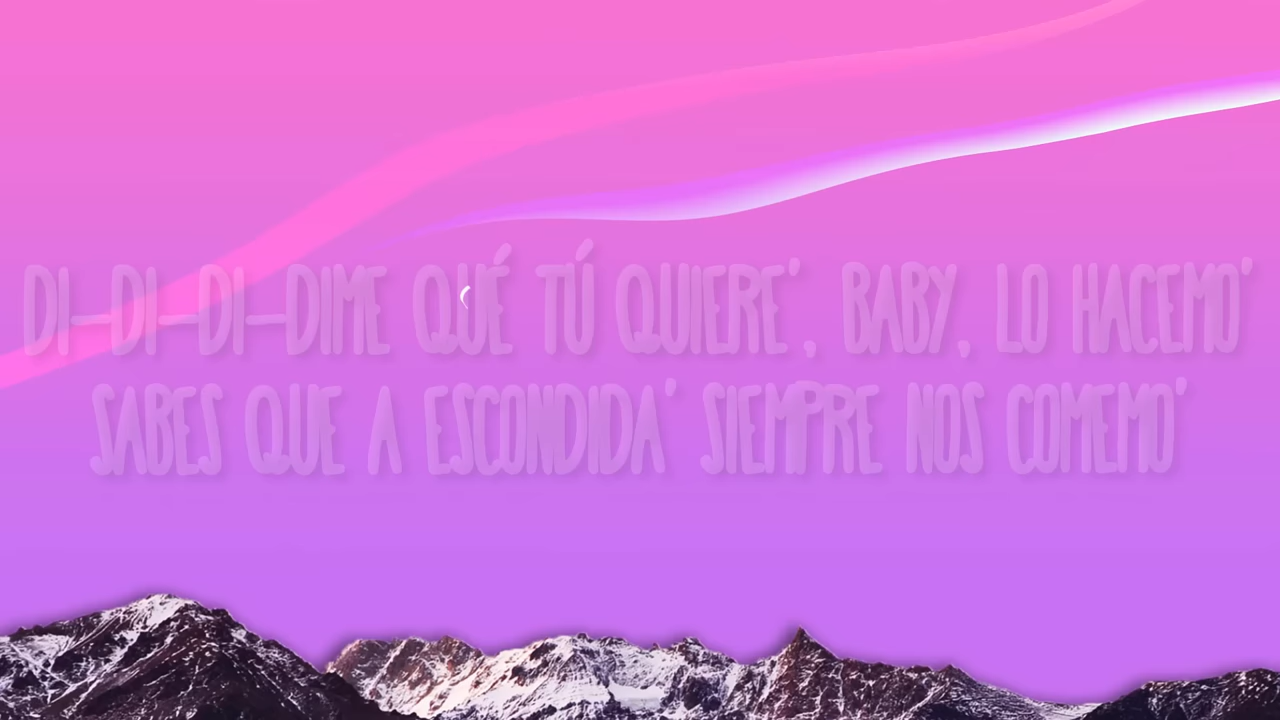 DI-DI-DI-DIME QUÉ TÚ QUIERE', BABY, LO HACEMO'
SABES QUE A ESCONDIDA' SIEMPRE NOS COMEMO'